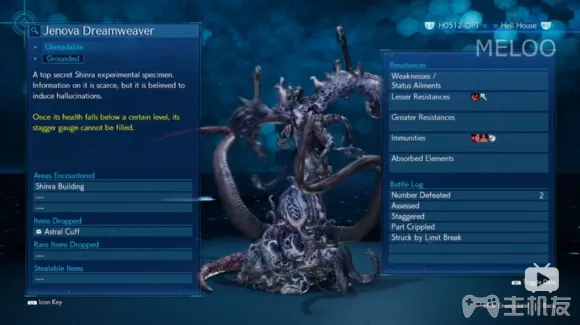 Jenova Dreamweaver
Hell House
MELOO
Unreadable
Grounded
A top secret Shinra experimental specimen.
Information on it is scarce, but it is believed to
induce hallucinations.
Once its health falls below a certain level, its
stagger gauge cannot be filled.
Areas Encountered
Shinra Building
---
---
Items Dropped
Astral Cuff
Rare Items Dropped
---
Stealable Items
---
Icon Key
Resistances
Weaknesses /
Status Ailments
Lesser Resistances
Greater Resistances
Immunities
Absorbed Elements
Battle Log
Number Defeated 2
Assessed
Staggered
Part Crippled
Struck by Limit Break
主机友